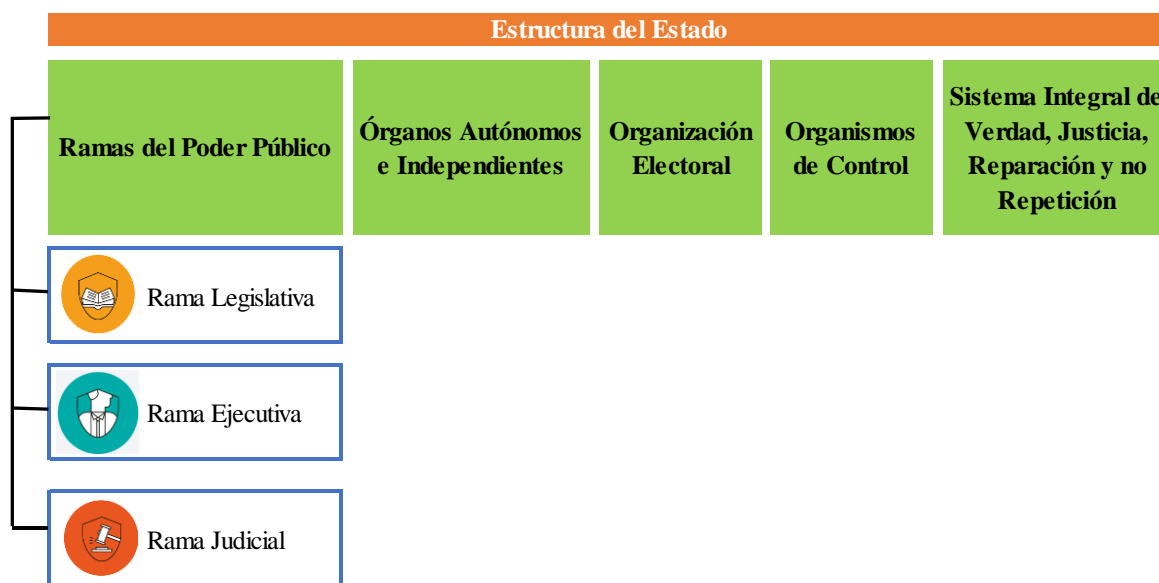 Estructura del Estado
Ramas del Poder Público
Órganos Autónomos
e Independientes
Organización
Electoral
Organismos
de Control
Sistema Integral de
Verdad, Justicia,
Reparación y no
Repetición
Rama Legislativa
Rama Ejecutiva
Rama Judicial